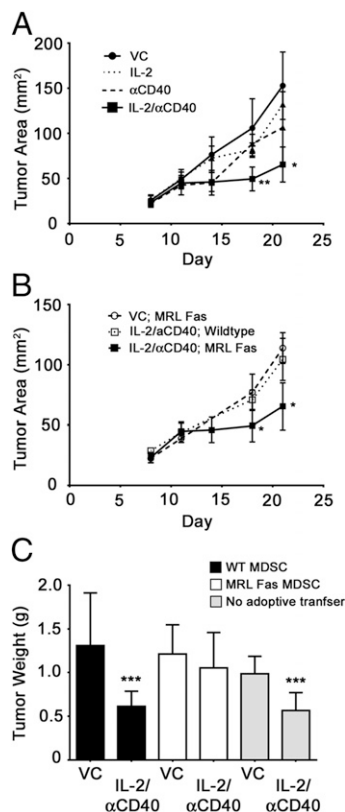 A
200
150
100
50
0
Tumor Area (mm²)
VC
IL-2
αCD40
IL-2/αCD40
**
*
0 5 10 15 20 25
Day
B
150
100
50
0
Tumor Area (mm²)
VC; MRL Fas
IL-2/aCD40; Wildtype
IL-2/αCD40; MRL Fas
*
*
0 5 10 15 20 25
Day
C
WT MDSC
MRL Fas MDSC
No adoptive tranfser
2.0
1.5
1.0
0.5
0
Tumor Weight (g)
*** ***
VC IL-2/ VC IL-2/ VC IL-2/
αCD40 αCD40 αCD40